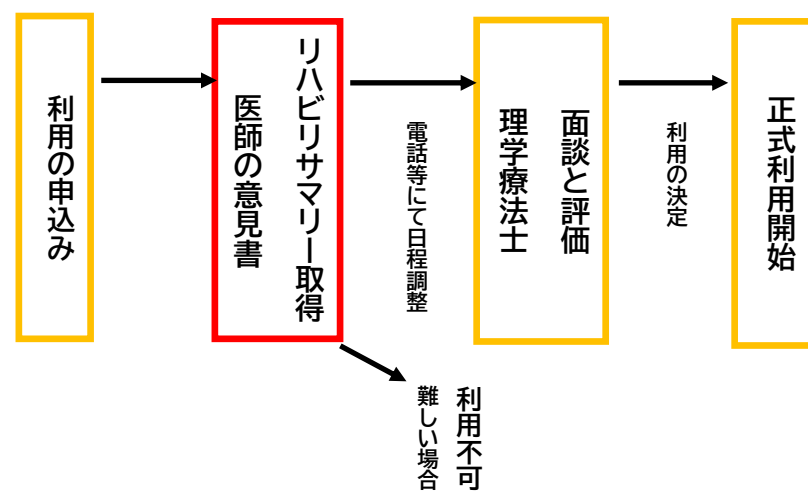 利用の申込み
リハビリサマリー取得
医師の意見書
電話等にて日程調整
面談と評価
理学療法士
利用の決定
正式利用開始
利用不可
難しい場合